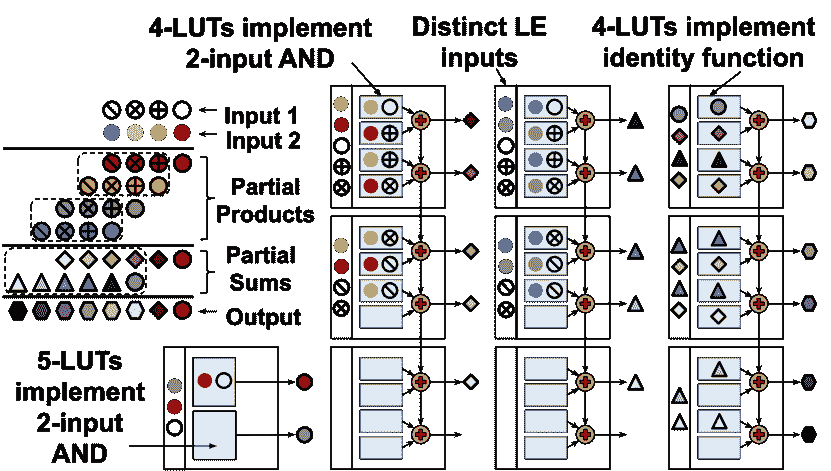 4-LUTs implement
2-input AND
Distinct LE
inputs
4-LUTs implement
identity function
Input 1
Input 2
Partial
Products
Partial
Sums
Output
5-LUTs
implement
2-input
AND